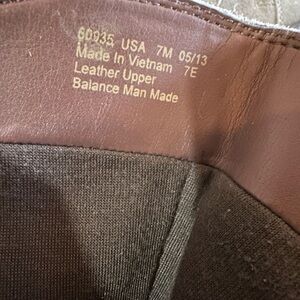 60935 USA 7M 05/13
Made In Vietnam 7E
Leather Upper
Balance Man Made